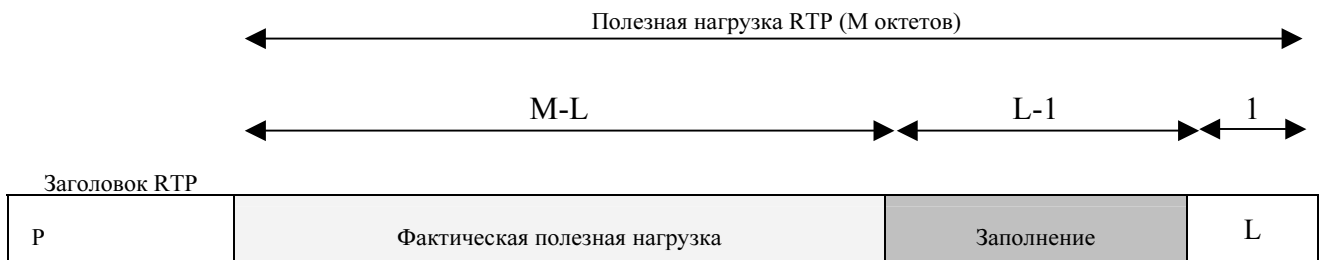 Полезная нагрузка RTP (M октетов)
M-L L-1 1
Заголовок RTP
P Фактическая полезная нагрузка Заполнение L